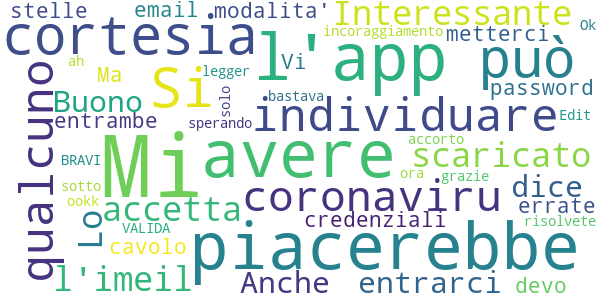 stelle email modalita' Interessante Ok
cortesia l'app può incoraggiamento metterci
ah Ma Si legger Vi password
qualcuno Buono solo bastava individuare Edit
entrambe sperando
BRAVI Mi avere accorto scaricato
sotto ora grazie dice
ookk accetta coronaviru errate
Lo VALIDA credenziali risolvete
cavolo piacerebbe
l'imeil Anche entrarci devo